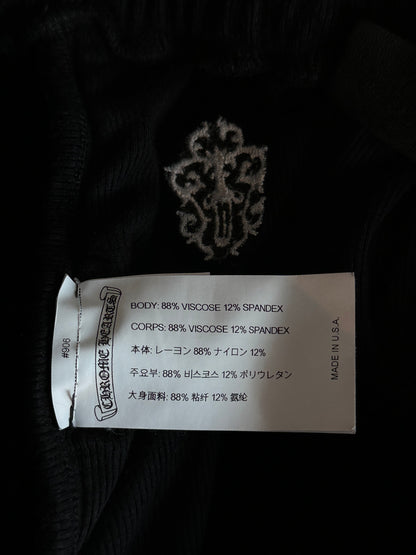 BODY: 88% VISCOSE 12% SPANDEX
CORPS: 88% VISCOSE 12% SPANDEX
本体: レーヨン 88% ナイロン 12%
주요부: 88% 비스코스 12% 폴리우레탄
大身面料: 88% 粘纤 12% 氨纶
CHROME HEARTS
#906
MADE IN U.S.A.